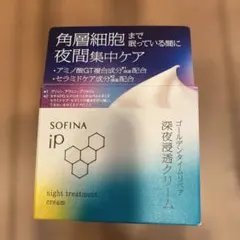 角層細胞まで
眠っている間に
夜間集中ケア
・アミノ酸GT複合成分*1配合
・セラミドケア成分*2配合
SOFINA
iP
night treatment
cream
ゴールデンタイムリペア
深夜浸透クリーム